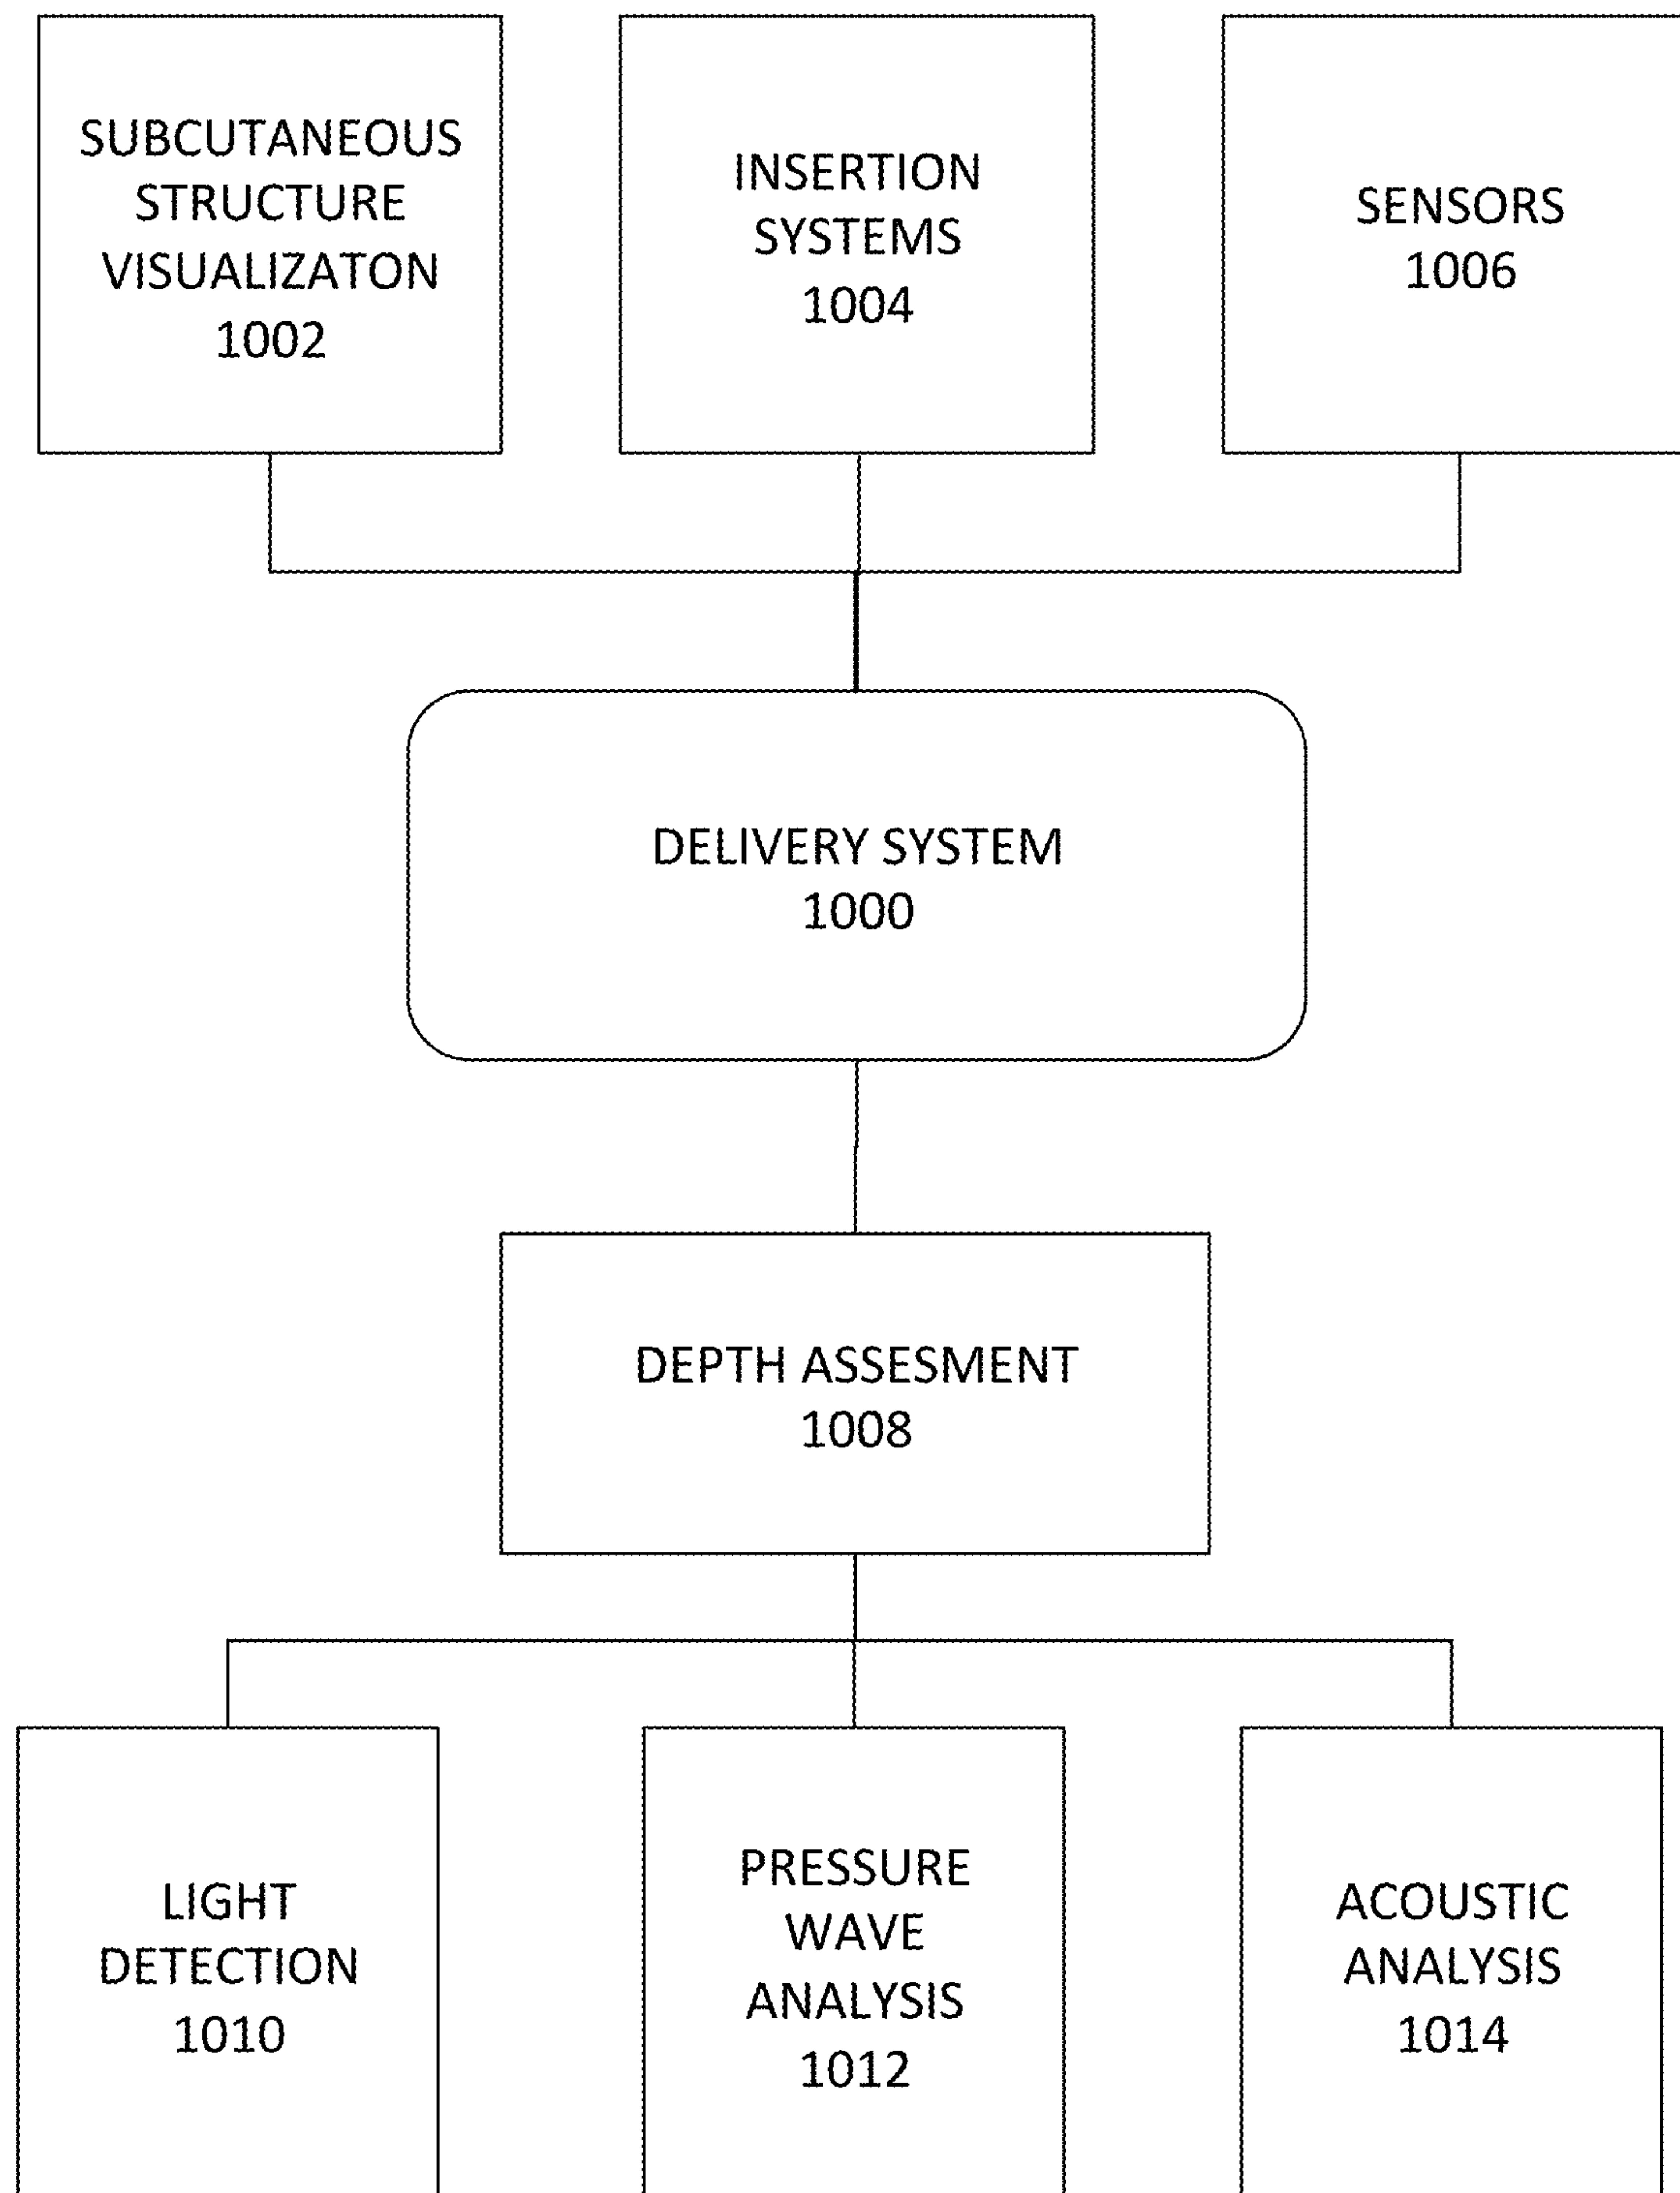 SUBCUTANEOUS
STRUCTURE
VISUALIZATON
1002
INSERTION
SYSTEMS
1004
SENSORS
1006
DELIVERY SYSTEM
1000
DEPTH ASSESMENT
1008
LIGHT
DETECTION
1010
PRESSURE
WAVE
ANALYSIS
1012
ACOUSTIC
ANALYSIS
1014